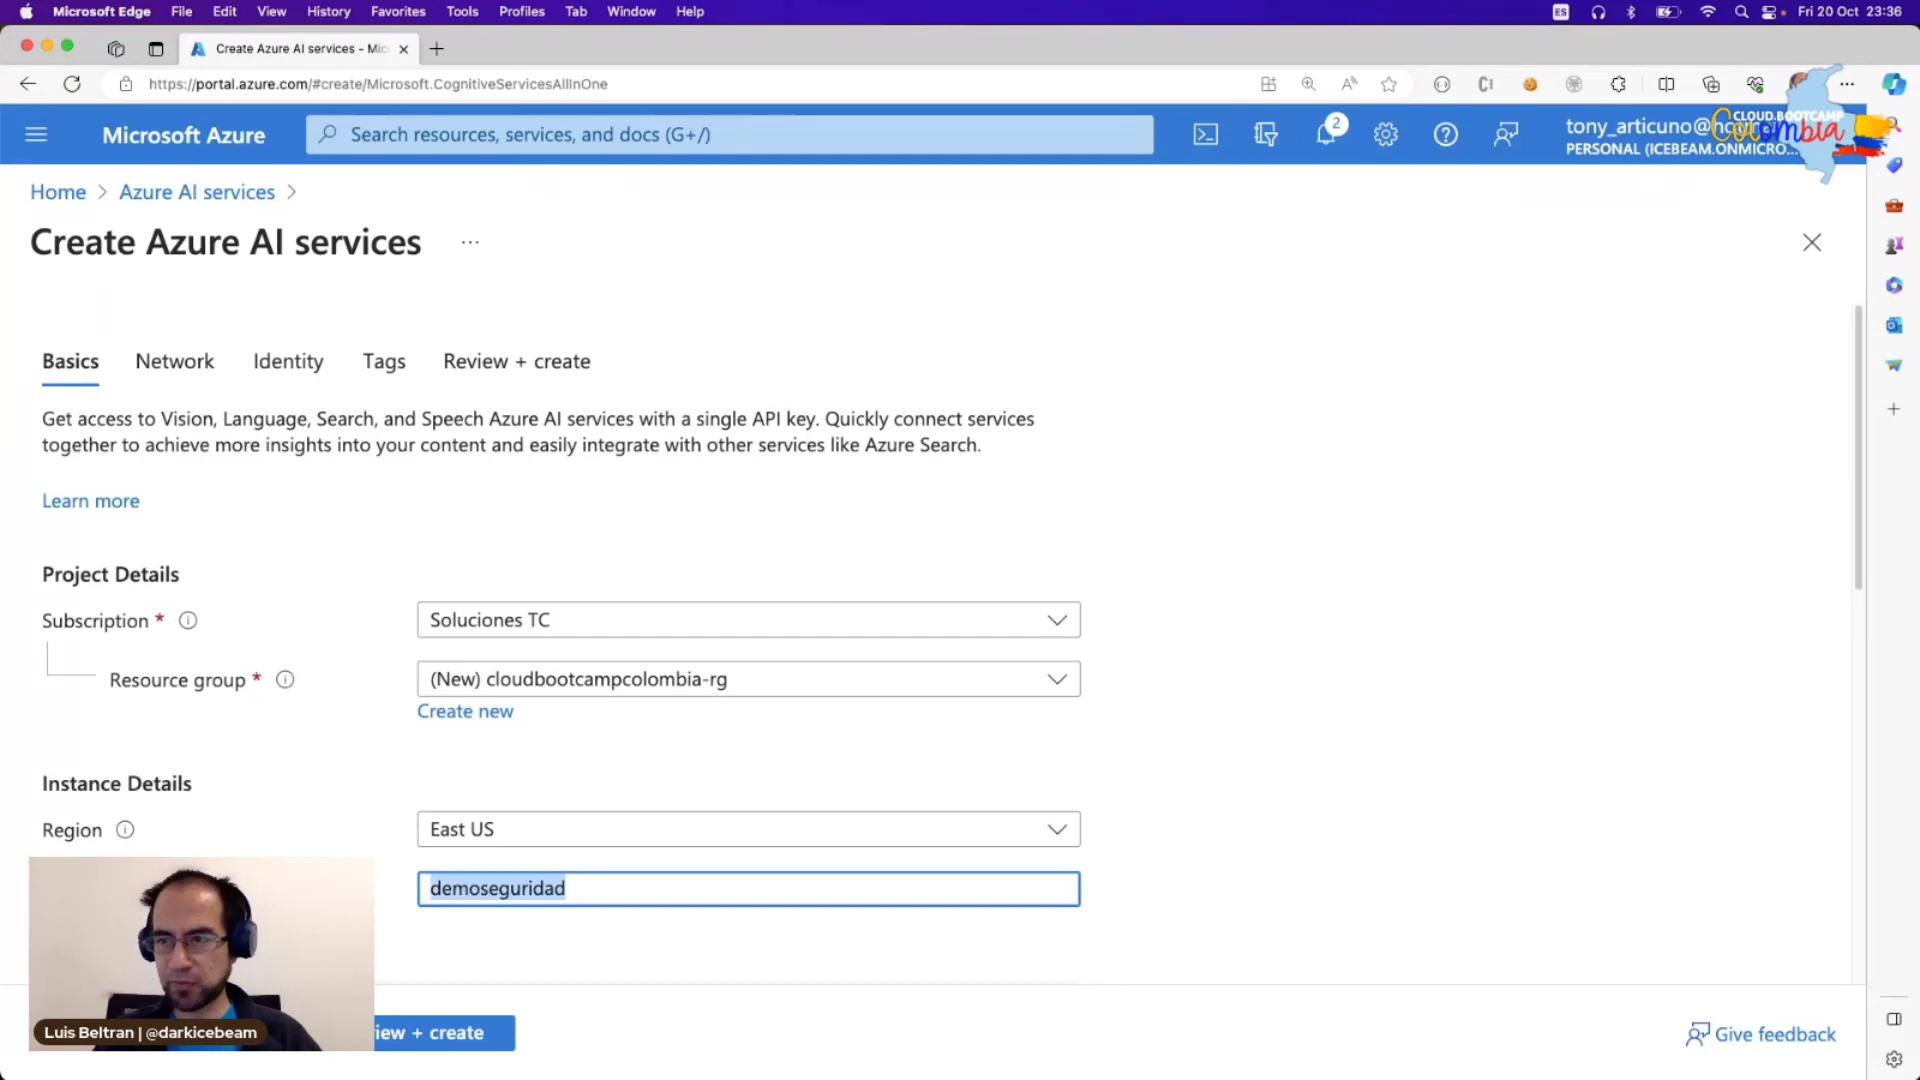 Microsoft Edge File Edit View History Favorites Tools Profiles Tab Window Help ES Fri 20 Oct 23:36
Create Azure AI services - Mic
https://portal.azure.com/#create/Microsoft.CognitiveServicesAllInOne
CLOUD BOOTCAMP
Colombia
Microsoft Azure Search resources, services, and docs (G+/) 2 tony_articuno@
PERSONAL (ICEBEAM.ONMICRO...
Home > Azure AI services >
Create Azure AI services ...
Basics Network Identity Tags Review + create
Get access to Vision, Language, Search, and Speech Azure AI services with a single API key. Quickly connect services
together to achieve more insights into your content and easily integrate with other services like Azure Search.
Learn more
Project Details
Subscription * Soluciones TC
Resource group * (New) cloudbootcampcolombia-rg
Create new
Instance Details
Region East US
demoseguridad
Luis Beltran | @darkicebeam
iew + create
Give feedback